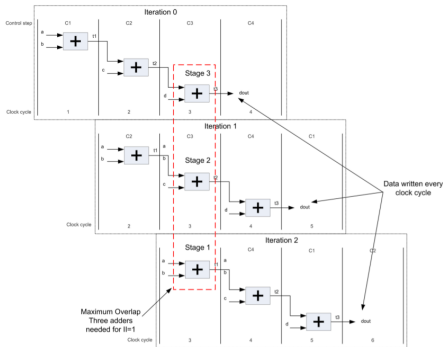 Iteration 0
Control step C1 C2 C3 C4
a
b
t1
c
t2
Stage 3
d
t3
dout
Clock cycle 1 2 3 4
Iteration 1
C2 C3 C4 C1
a
b
t1
a
b
Stage 2
c
t2
d
t3
dout
Data written every
clock cycle
Clock cycle 2 3 4 5
Iteration 2
Stage 1
C3 C4 C1 C2
a
b
t1
a
b
c
t2
d
t3
dout
Maximum Overlap
Three adders
needed for II=1
Clock cycle 3 4 5 6